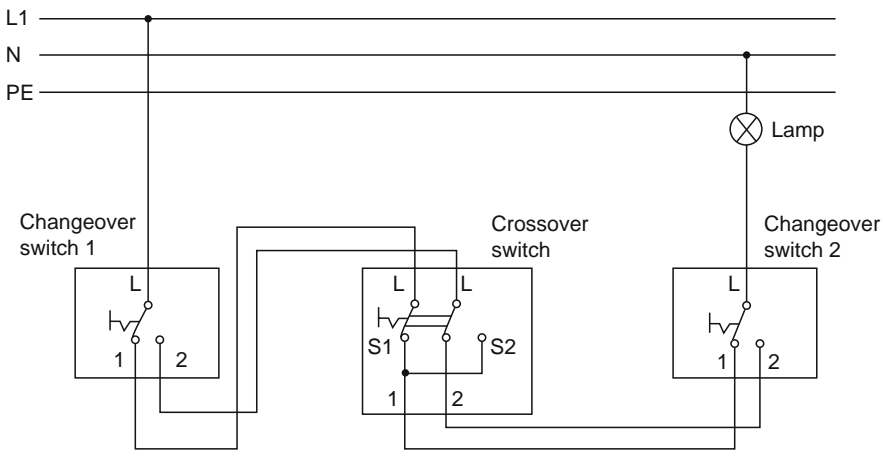 L1
N
PE
Lamp
Changeover
switch 1
Crossover
switch
Changeover
switch 2
L
L
L
L
S1
S2
1
2
1
2
1
2